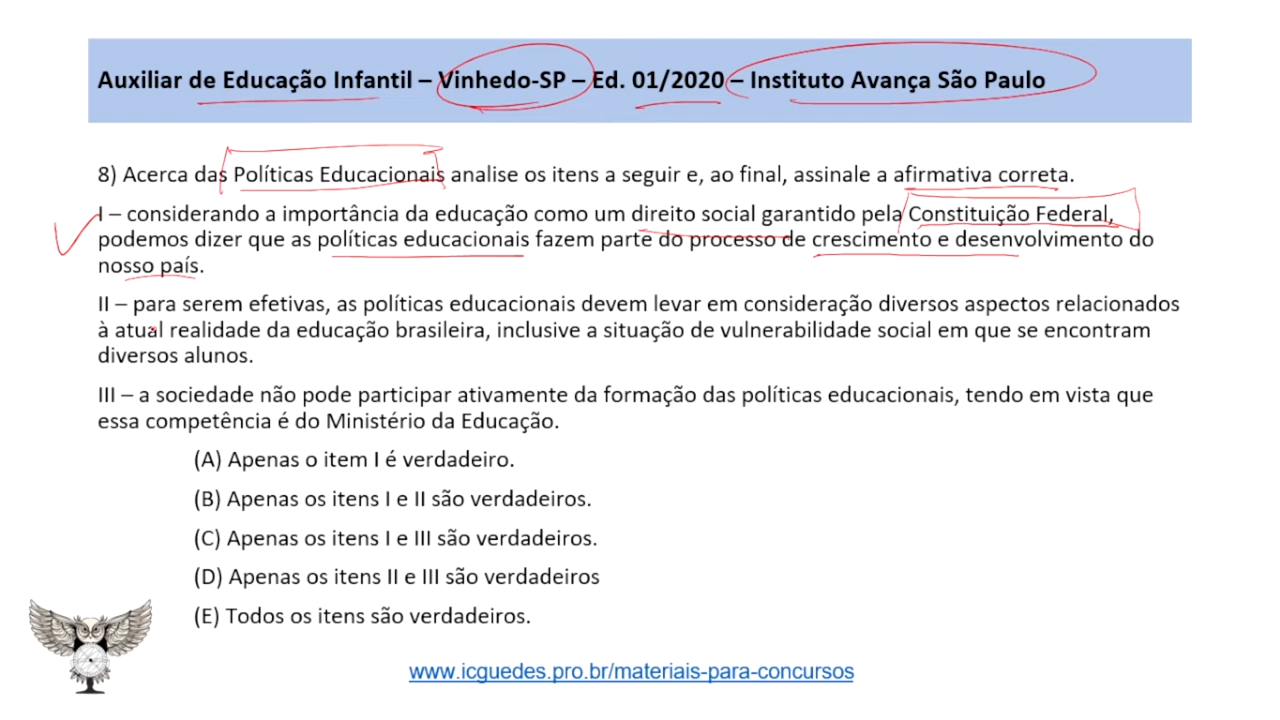 Auxiliar de Educação Infantil – Vinhedo-SP – Ed. 01/2020 – Instituto Avança São Paulo
8) Acerca das Políticas Educacionais analise os itens a seguir e, ao final, assinale a afirmativa correta.
I – considerando a importância da educação como um direito social garantido pela Constituição Federal,
podemos dizer que as políticas educacionais fazem parte do processo de crescimento e desenvolvimento do
nosso país.
II – para serem efetivas, as políticas educacionais devem levar em consideração diversos aspectos relacionados
à atual realidade da educação brasileira, inclusive a situação de vulnerabilidade social em que se encontram
diversos alunos.
III – a sociedade não pode participar ativamente da formação das políticas educacionais, tendo em vista que
essa competência é do Ministério da Educação.
(A) Apenas o item I é verdadeiro.
(B) Apenas os itens I e II são verdadeiros.
(C) Apenas os itens I e III são verdadeiros.
(D) Apenas os itens II e III são verdadeiros
(E) Todos os itens são verdadeiros.
www.icguedes.pro.br/materiais-para-concursos